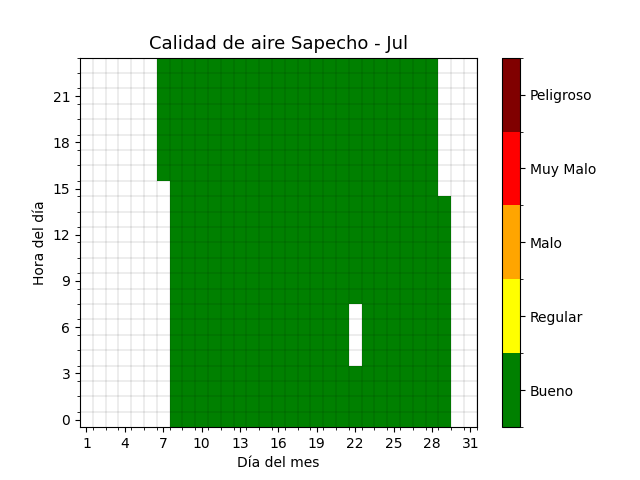 Calidad de aire Sapecho - Jul
Hora del día
21
18
15
12
9
6
3
0
1 4 7 10 13 16 19 22 25 28 31
Día del mes
Peligroso
Muy Malo
Malo
Regular
Bueno